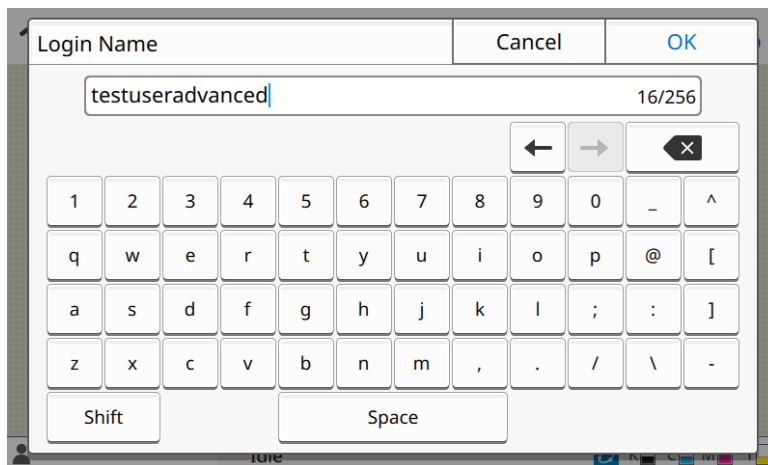 Login Name Cancel OK
testuseradvanced 16/256
1 2 3 4 5 6 7 8 9 0 _ ^
q w e r t y u i o p @ [
a s d f g h j k l ; : ]
z x c v b n m , . / \ -
Shift Space
Idle K C M Y